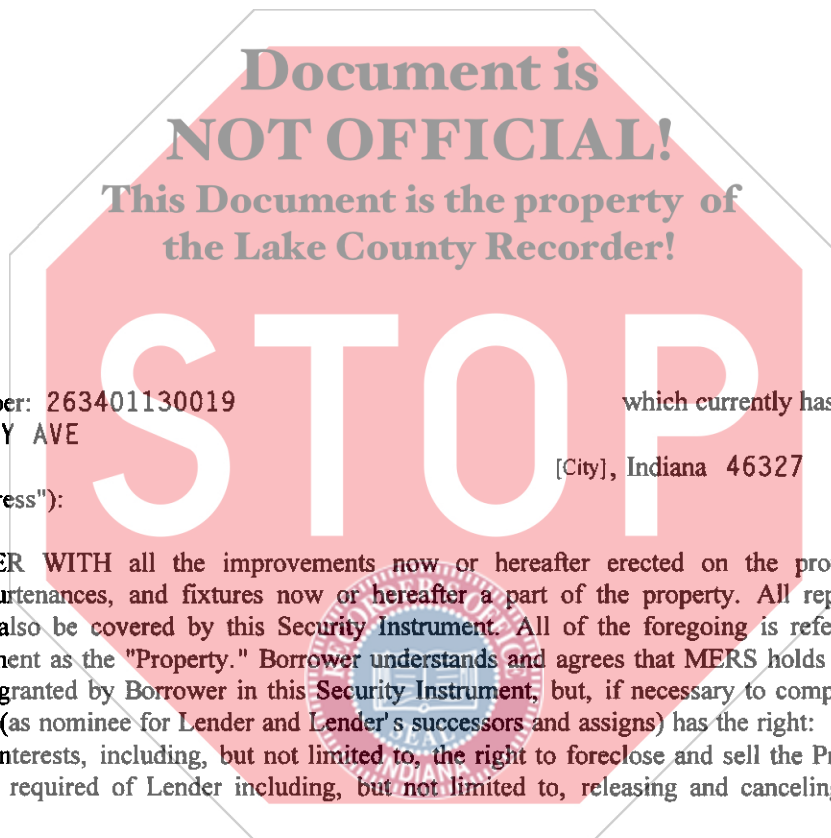 Document is
NOT OFFICIAL!
This Document is the property of
the Lake County Recorder!
STOP
ber: 263401130019 which currently has
Y AVE
[City], Indiana 46327
ress"):
ER WITH all the improvements now or hereafter erected on the pro
urtenances, and fixtures now or hereafter a part of the property. All rep
also be covered by this Security Instrument. All of the foregoing is refe
ment as the "Property." Borrower understands and agrees that MERS holds
granted by Borrower in this Security Instrument, but, if necessary to comp
(as nominee for Lender and Lender's successors and assigns) has the right:
nterests, including, but not limited to, the right to foreclose and sell the Pr
required of Lender including, but not limited to, releasing and canceling
RECORDER'S OFFICE
SEAL
INDIANA